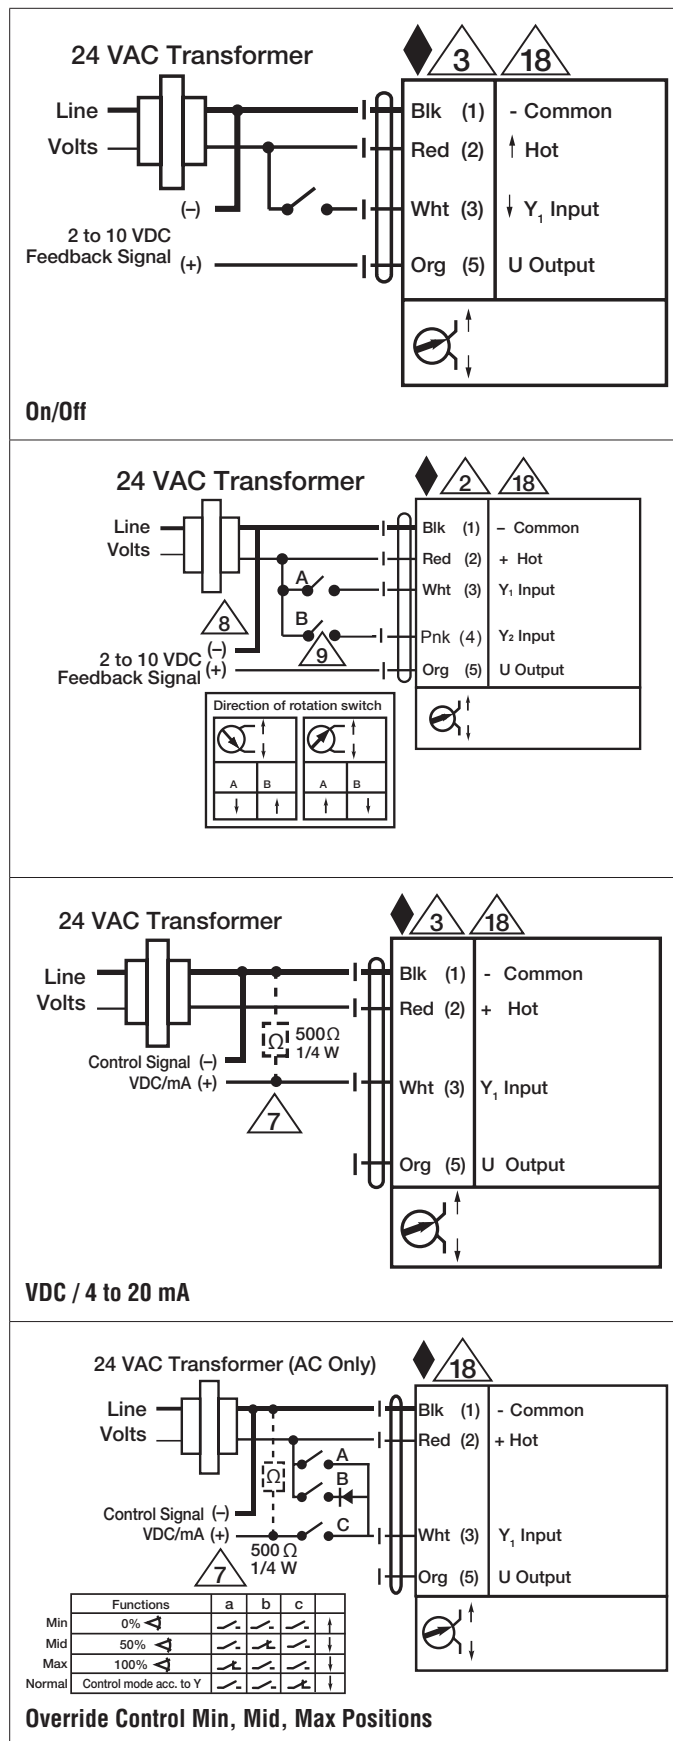 24 VAC Transformer
3 18
Line
Volts
Blk (1) - Common
Red (2) Hot
(–)
Wht (3) Y1 Input
2 to 10 VDC
Feedback Signal (+)
Org (5) U Output
On/Off
24 VAC Transformer
2 18
Line
Volts
Blk (1) – Common
Red (2) + Hot
A
Wht (3) Y1 Input
8
B
Pnk (4) Y2 Input
9
(–)
2 to 10 VDC
Feedback Signal (+)
Org (5) U Output
Direction of rotation switch
A B A B
24 VAC Transformer
3 18
Line
Volts
Blk (1) - Common
Red (2) + Hot
Ω 500Ω
1/4 W
Control Signal (–)
VDC/mA (+)
Wht (3) Y1 Input
7
Org (5) U Output
VDC / 4 to 20 mA
24 VAC Transformer (AC Only)
18
Line
Volts
Blk (1) - Common
Red (2) + Hot
A
Ω
B
Control Signal (–)
C
VDC/mA (+)
Wht (3) Y1 Input
500 Ω
1/4 W
7
Org (5) U Output
Functions a b c
Min 0%
Mid 50%
Max 100%
Normal Control mode acc. to Y
Override Control Min, Mid, Max Positions